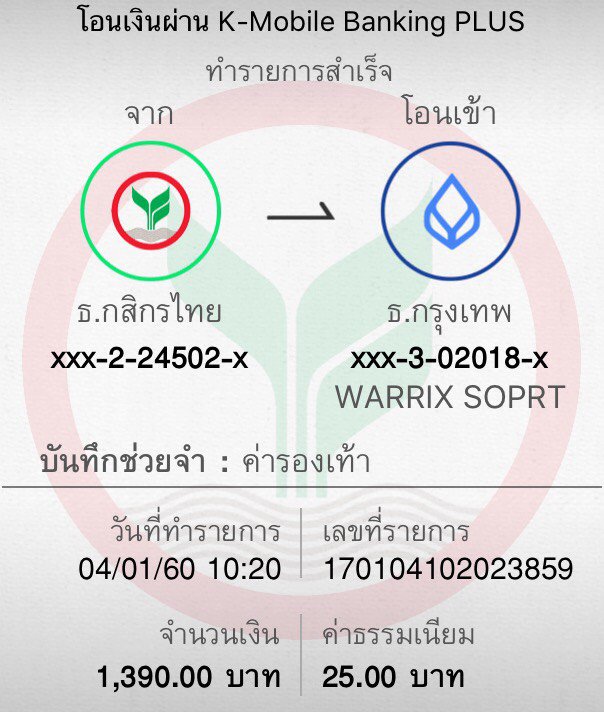 โอนเงินผ่าน K-Mobile Banking PLUS
ทำรายการสำเร็จ
จาก
โอนเข้า
ธ.กสิกรไทย
ธ.กรุงเทพ
xxx-2-24502-x
xxx-3-02018-x
WARRIX SOPRT
บันทึกช่วยจำ : ค่ารองเท้า
วันที่ทำรายการ
เลขที่รายการ
04/01/60 10:20
170104102023859
จำนวนเงิน
ค่าธรรมเนียม
1,390.00 บาท
25.00 บาท